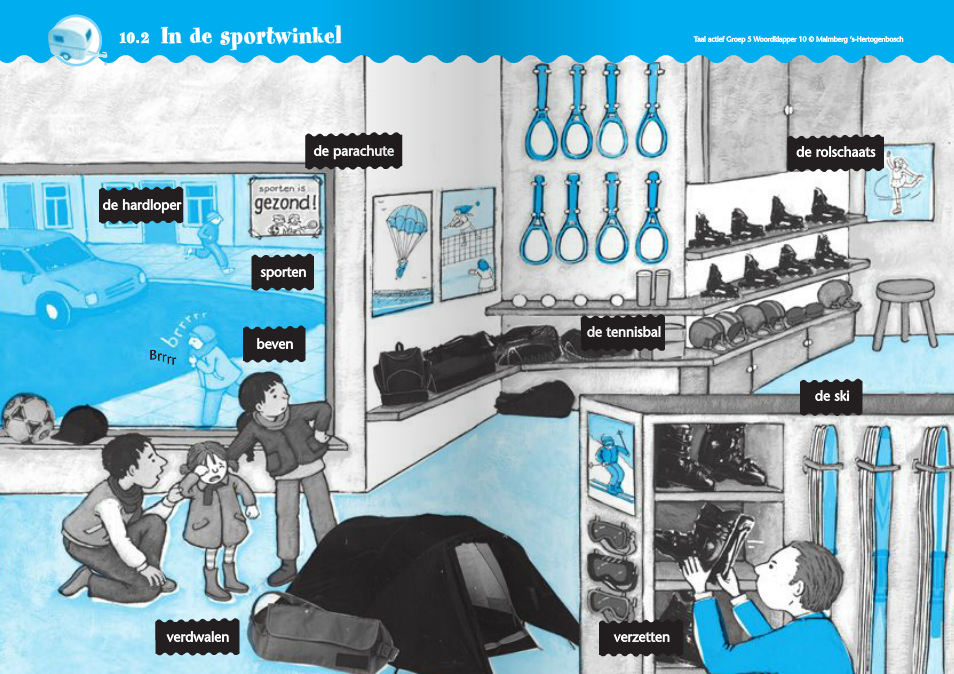 10.2 In de sportwinkel
Taal actief Groep 5 Woordklapper 10 © Malmberg 's-Hertogenbosch
de parachute
de rolschaats
de hardloper
sporten is
gezond!
sporten
brrrrr
Brrrr
beven
de tennisbal
de ski
verdwalen
verzetten